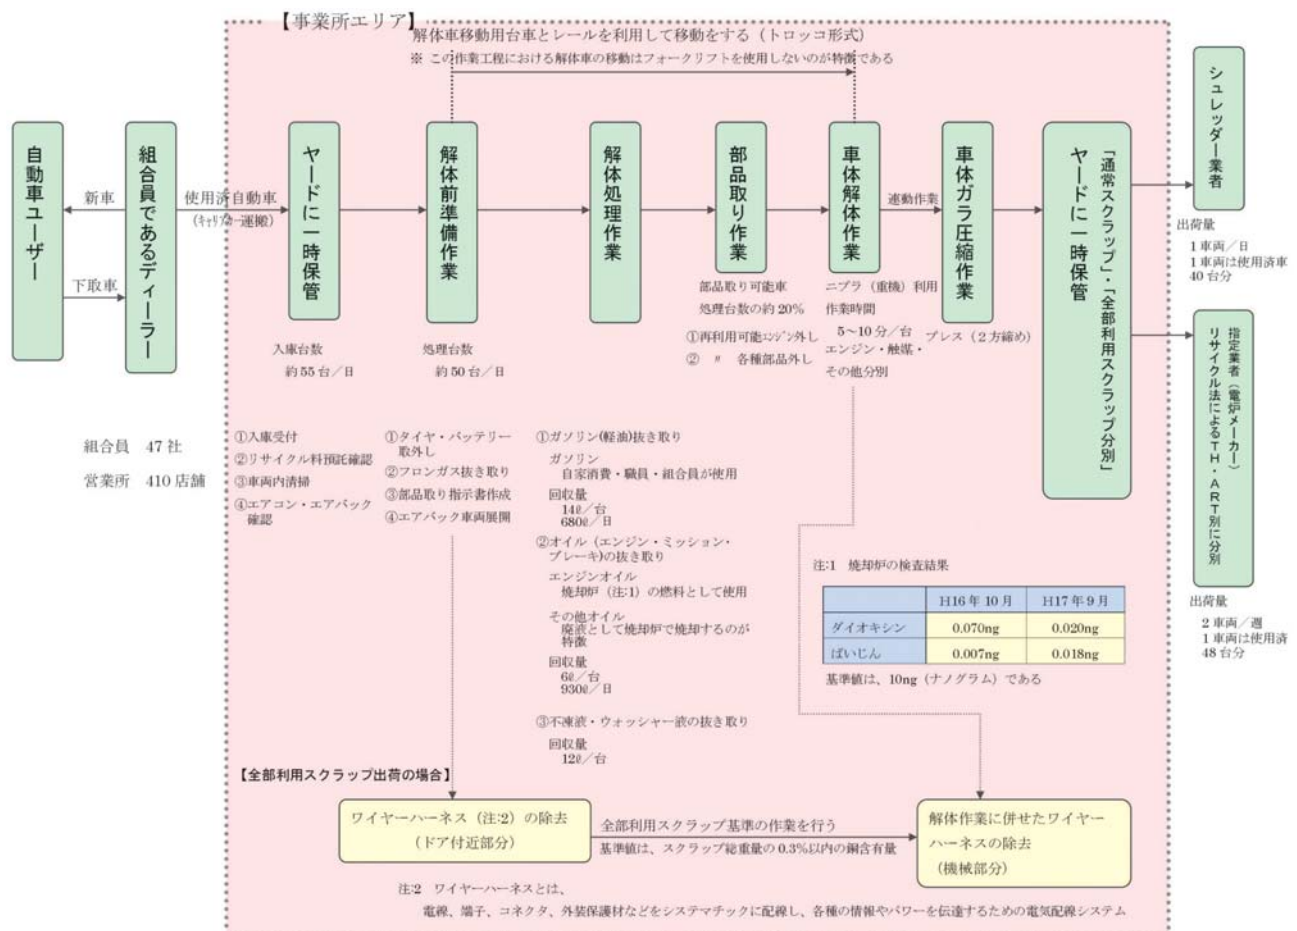 【事業所エリア】
解体車移動用台車とレールを利用して移動をする（トロッコ形式）
※ この作業工程における解体車の移動はフォークリフトを使用しないのが特徴である
自動車ユーザー
新車
下取車
組合員であるディーラー
使用済自動車
（ｷｬﾘｱｶｰ運搬）
ヤードに一時保管
解体前準備作業
解体処理作業
部品取り作業
車体解体作業
連動作業
車体ガラ圧縮作業
「通常スクラップ」・「全部利用スクラップ分別」
ヤードに一時保管
シュレッダー業者
出荷量
1車両／日
1車両は使用済車
40台分
指定業者（電炉メーカー）
リサイクル法によるTH・ART別に分別
出荷量
2車両／週
1車両は使用済
48台分
組合員 47社
営業所 410店舗
入庫台数
約55台／日
①入庫受付
②リサイクル料預託確認
③車両内清掃
④エアコン・エアバック
確認
処理台数
約50台／日
①タイヤ・バッテリー
取外し
②フロンガス抜き取り
③部品取り指示書作成
④エアバック車両展開
①ガソリン(軽油)抜き取り
ガソリン
自家消費・職員・組合員が使用
回収量
14ℓ／台
680ℓ／日
②オイル（エンジン・ミッション・
ブレーキ)の抜き取り
エンジンオイル
焼却炉（注:1）の燃料として使用
その他オイル
廃液として焼却炉で焼却するのが
特徴
回収量
6ℓ／台
930ℓ／日
③不凍液・ウォッシャー液の抜き取り
回収量
12ℓ／台
部品取り可能車
処理台数の約20%
①再利用可能ｴﾝｼﾞﾝ外し
② 〃 各種部品外し
ニブラ（重機）利用
作業時間
5〜10分／台
エンジン・触媒・
その他分別
プレス（2方締め）
注:1 焼却炉の検査結果
H16年10月 H17年9月
ダイオキシン 0.070ng 0.020ng
ばいじん 0.007ng 0.018ng
基準値は、10ng（ナノグラム）である
【全部利用スクラップ出荷の場合】
ワイヤーハーネス（注:2）の除去
（ドア付近部分）
全部利用スクラップ基準の作業を行う
基準値は、スクラップ総重量の0.3%以内の銅含有量
解体作業に併せたワイヤー
ハーネスの除去
（機械部分）
注:2 ワイヤーハーネスとは、
電線、端子、コネクタ、外装保護材などをシステマチックに配線し、各種の情報やパワーを伝達するための電気配線システム